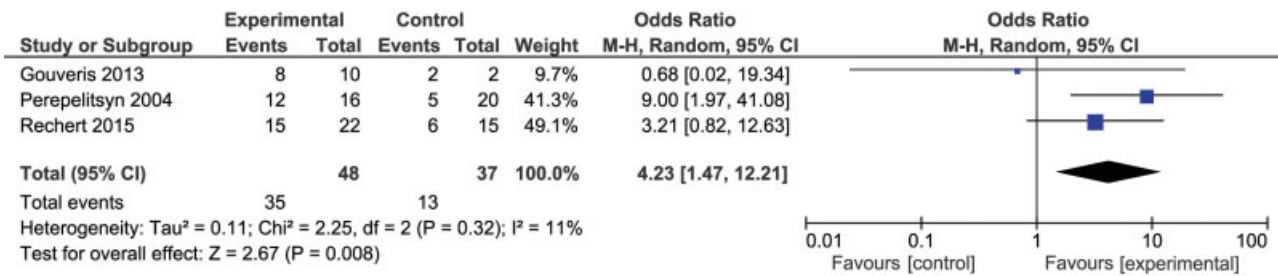 Experimental Control Odds Ratio Odds Ratio
Study or Subgroup Events Total Events Total Weight M-H, Random, 95% CI M-H, Random, 95% CI
Gouveris 2013 8 10 2 2 9.7% 0.68 [0.02, 19.34]
Perepelitsyn 2004 12 16 5 20 41.3% 9.00 [1.97, 41.08]
Rechert 2015 15 22 6 15 49.1% 3.21 [0.82, 12.63]
Total (95% CI) 48 37 100.0% 4.23 [1.47, 12.21]
Total events 35 13
Heterogeneity: Tau² = 0.11; Chi² = 2.25, df = 2 (P = 0.32); I² = 11%
Test for overall effect: Z = 2.67 (P = 0.008)
0.01 0.1 1 10 100
Favours [control] Favours [experimental]